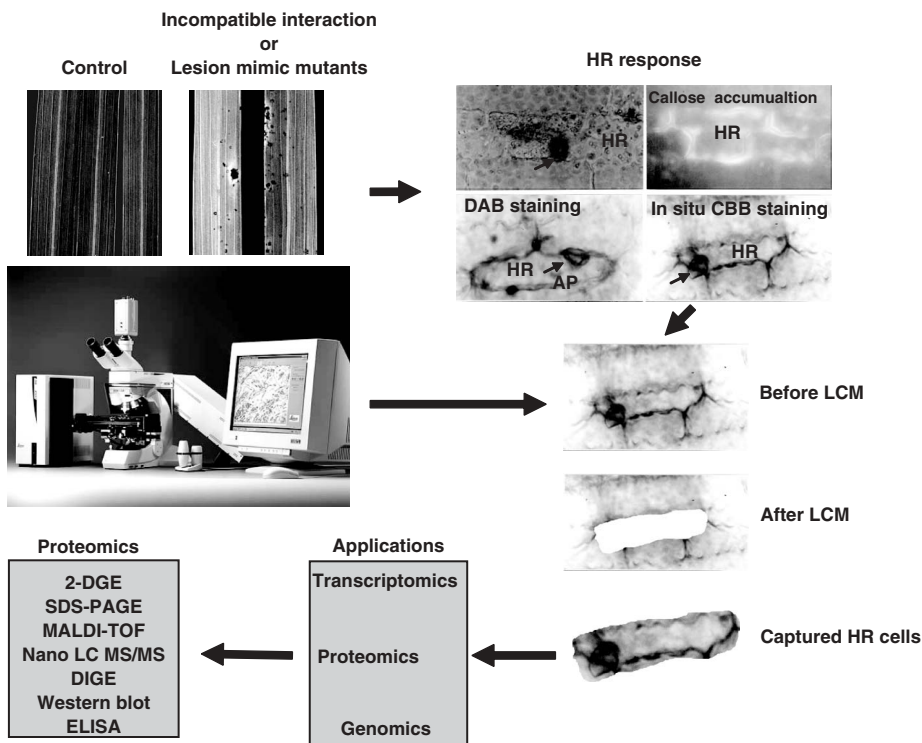 Incompatible interaction
or
Lesion mimic mutants
Control
HR response
HR
Callose accumualtion
HR
DAB staining
HR
AP
In situ CBB staining
HR
Before LCM
After LCM
Captured HR cells
Applications
Transcriptomics
Proteomics
Genomics
Proteomics
2-DGE
SDS-PAGE
MALDI-TOF
Nano LC MS/MS
DIGE
Western blot
ELISA